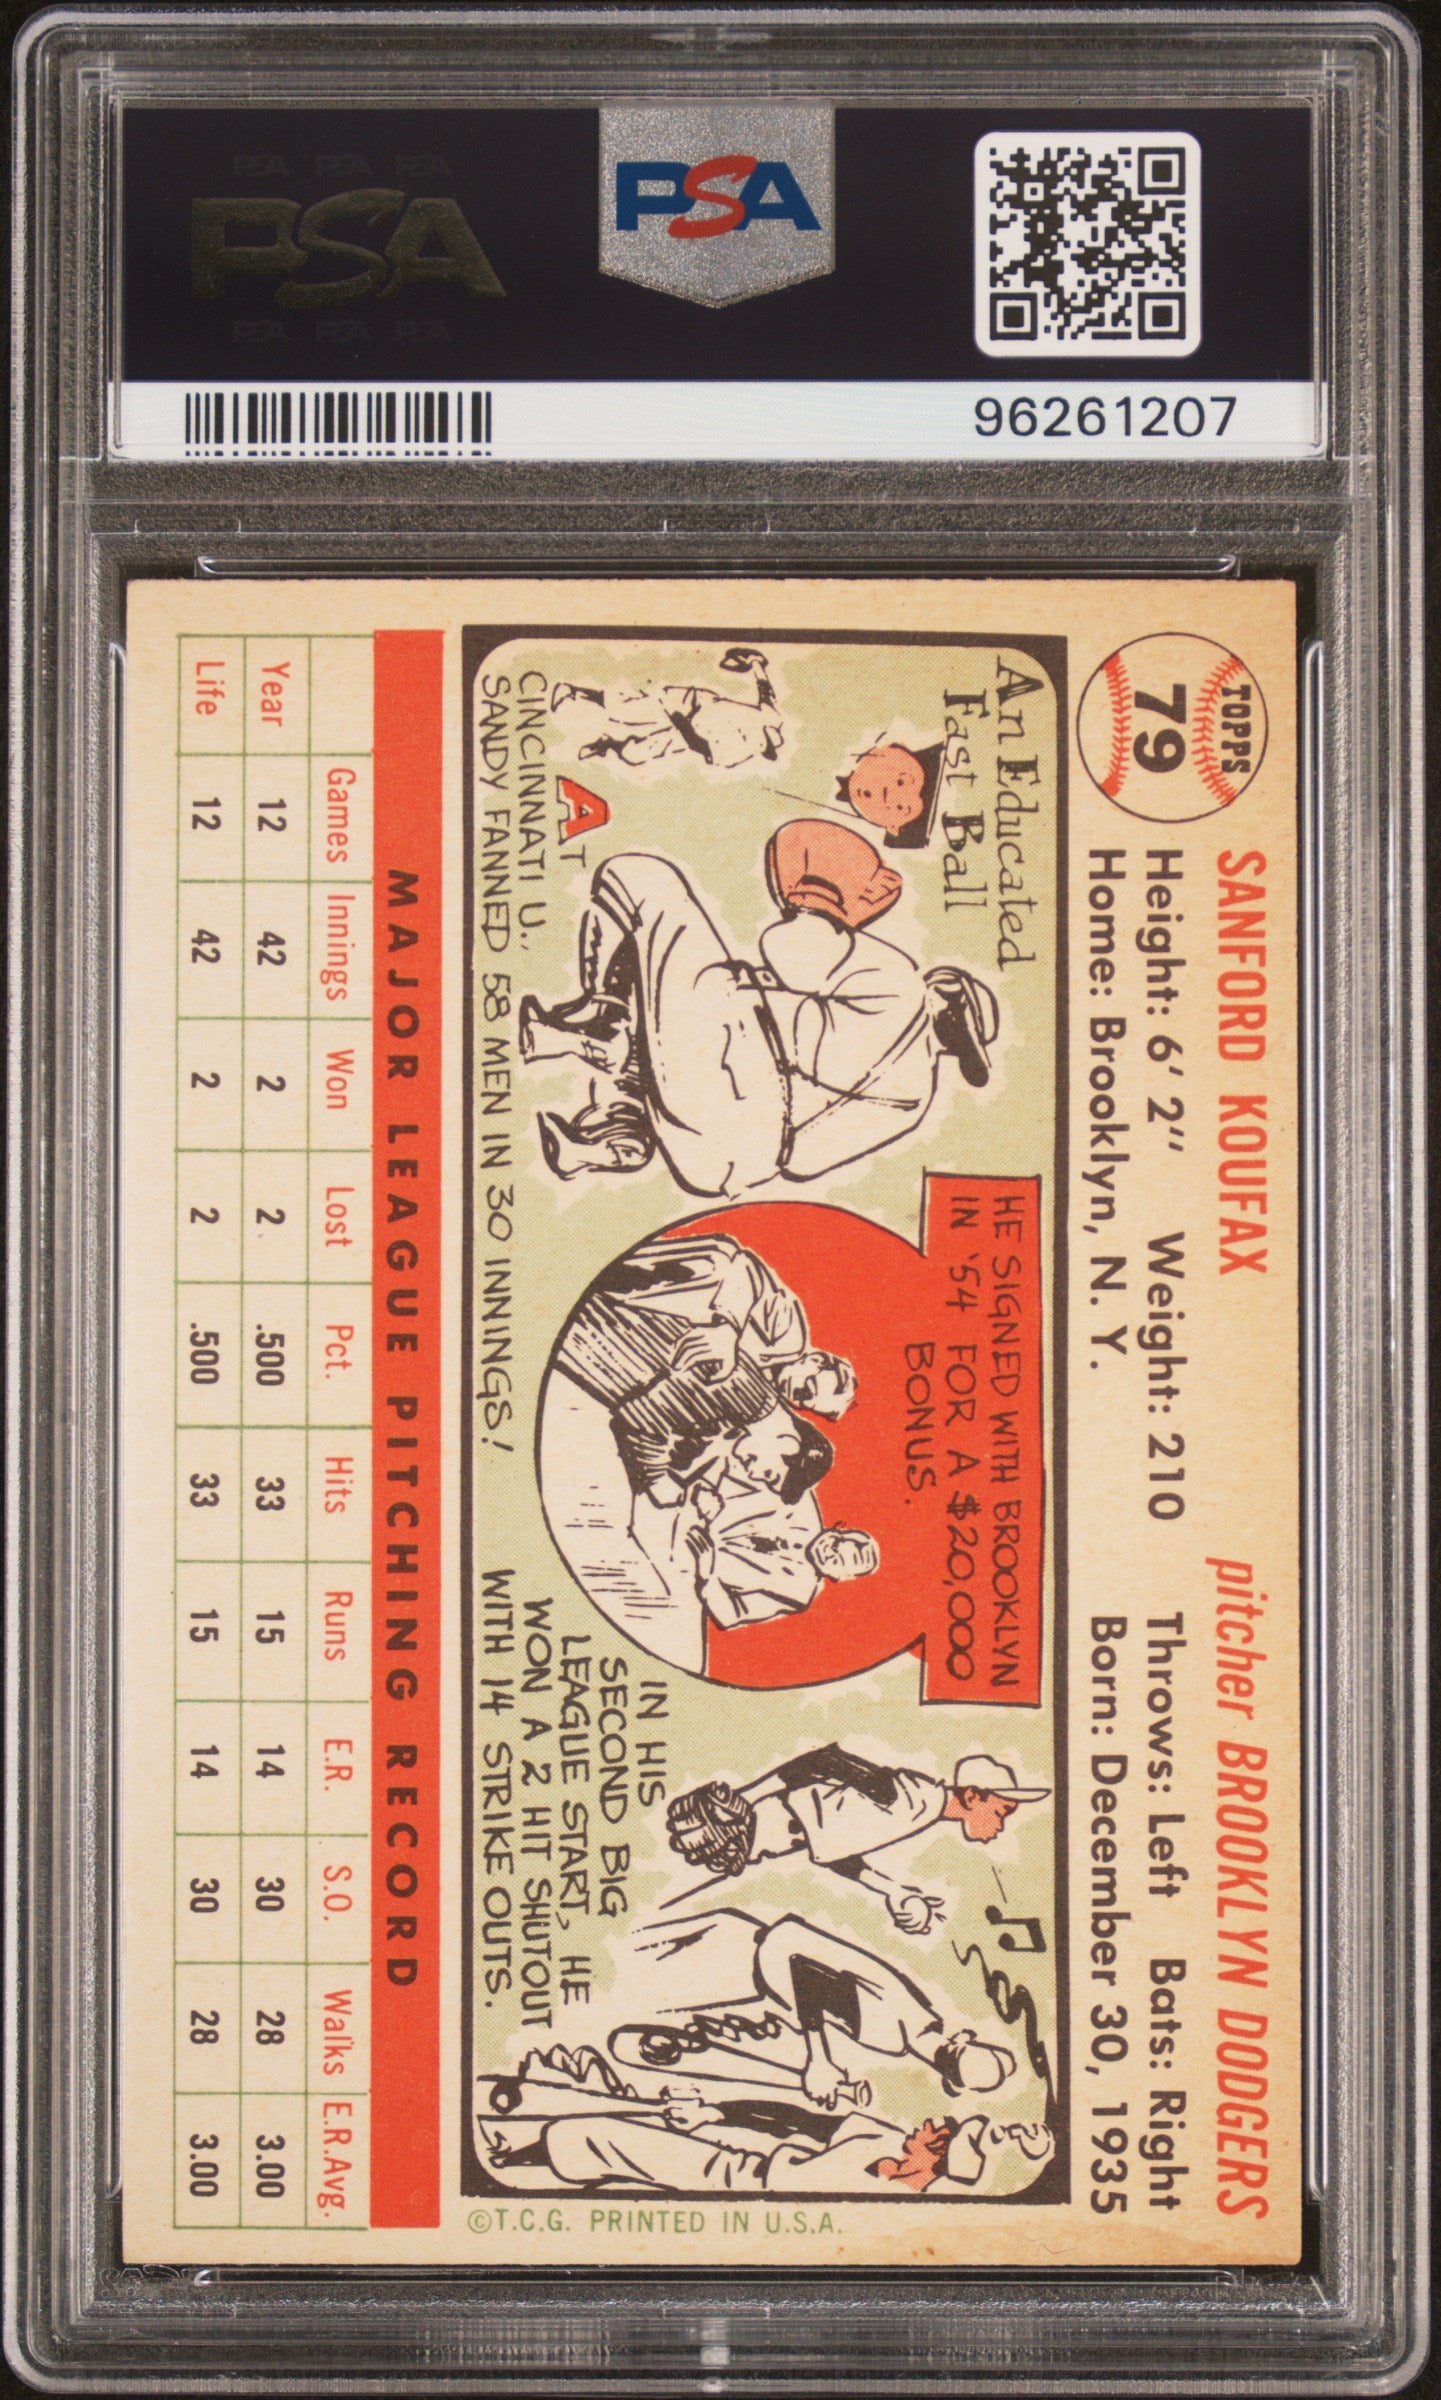 PSA PSA PSA
PSA
PSA PSA PSA
PSA
96261207
TOPPS
79
SANFORD KOUFAX pitcher BROOKLYN DODGERS
Height: 6' 2" Weight: 210 Throws: Left Bats: Right
Home: Brooklyn, N. Y. Born: December 30, 1935
An Educated
Fast Ball
AT
CINCINNATI U.,
SANDY FANNED 58 MEN IN 30 INNINGS!
HE SIGNED WITH BROOKLYN
IN '54 FOR A $20,000
BONUS.
IN HIS
SECOND BIG
LEAGUE START, HE
WON A 2 HIT SHUTOUT
WITH 14 STRIKE OUTS.
©T.C.G. PRINTED IN U.S.A.
MAJOR LEAGUE PITCHING RECORD
Games Innings Won Lost Pct. Hits Runs E.R. S.O. Walks E.R.Avg.
Year 12 42 2 2 .500 33 15 14 30 28 3.00
Life 12 42 2 2 .500 33 15 14 30 28 3.00